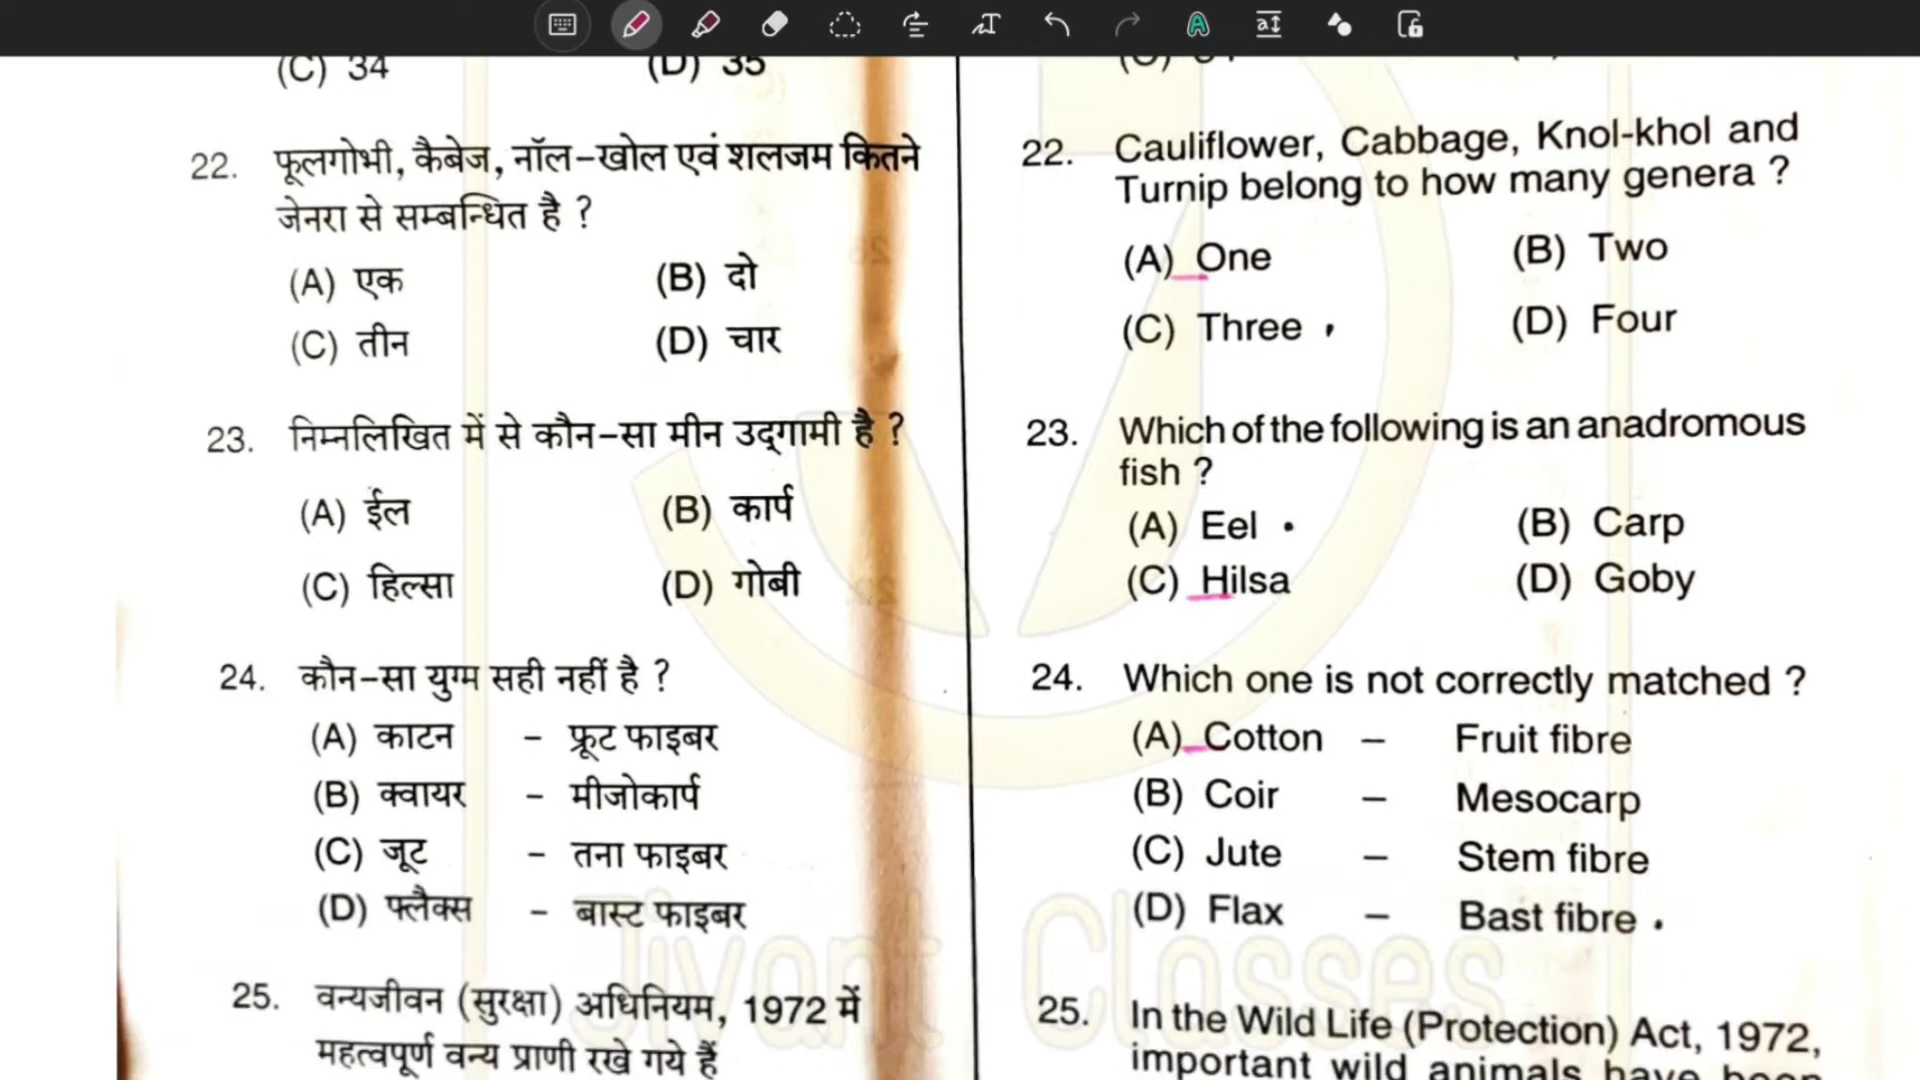 (C) 34 (D) 35
22. फूलगोभी, कैबेज, नॉल-खोल एवं शलजम कितने
जेनरा से सम्बन्धित है ?
(A) एक (B) दो
(C) तीन (D) चार
23. निम्नलिखित में से कौन-सा मीन उद्गामी है ?
(A) ईल (B) कार्प
(C) हिल्सा (D) गोबी
24. कौन-सा युग्म सही नहीं है ?
(A) काटन - फ्रूट फाइबर
(B) क्वायर - मीजोकार्प
(C) जूट - तना फाइबर
(D) फ्लैक्स - बास्ट फाइबर
25. वन्यजीवन (सुरक्षा) अधिनियम, 1972 में
महत्वपूर्ण वन्य प्राणी रखे गये हैं
22. Cauliflower, Cabbage, Knol-khol and
Turnip belong to how many genera ?
(A) One (B) Two
(C) Three (D) Four
23. Which of the following is an anadromous
fish ?
(A) Eel (B) Carp
(C) Hilsa (D) Goby
24. Which one is not correctly matched ?
(A) Cotton – Fruit fibre
(B) Coir – Mesocarp
(C) Jute – Stem fibre
(D) Flax – Bast fibre
25. In the Wild Life (Protection) Act, 1972,
important wild animals have been
Jivant Classes